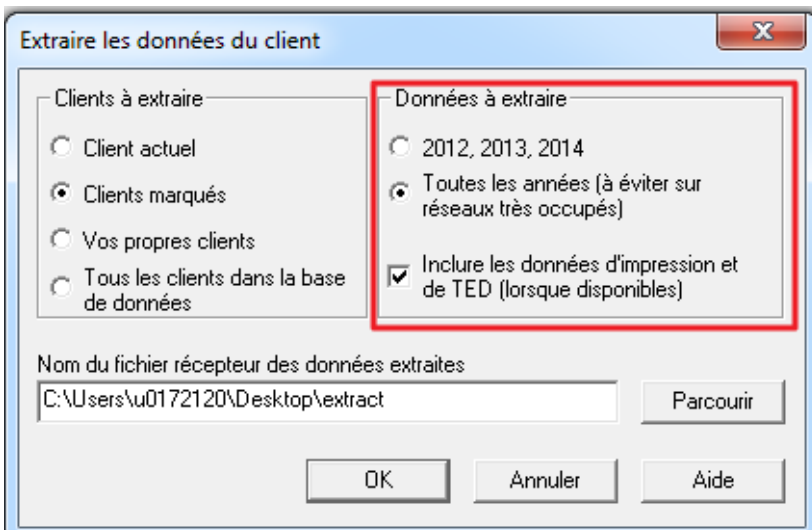 Extraire les données du client
Clients à extraire
Client actuel
Clients marqués
Vos propres clients
Tous les clients dans la base
de données
Données à extraire
2012, 2013, 2014
Toutes les années (à éviter sur
réseaux très occupés)
Inclure les données d'impression et
de TED (lorsque disponibles)
Nom du fichier récepteur des données extraites
C:\Users\u0172120\Desktop\extract
Parcourir
OK
Annuler
Aide